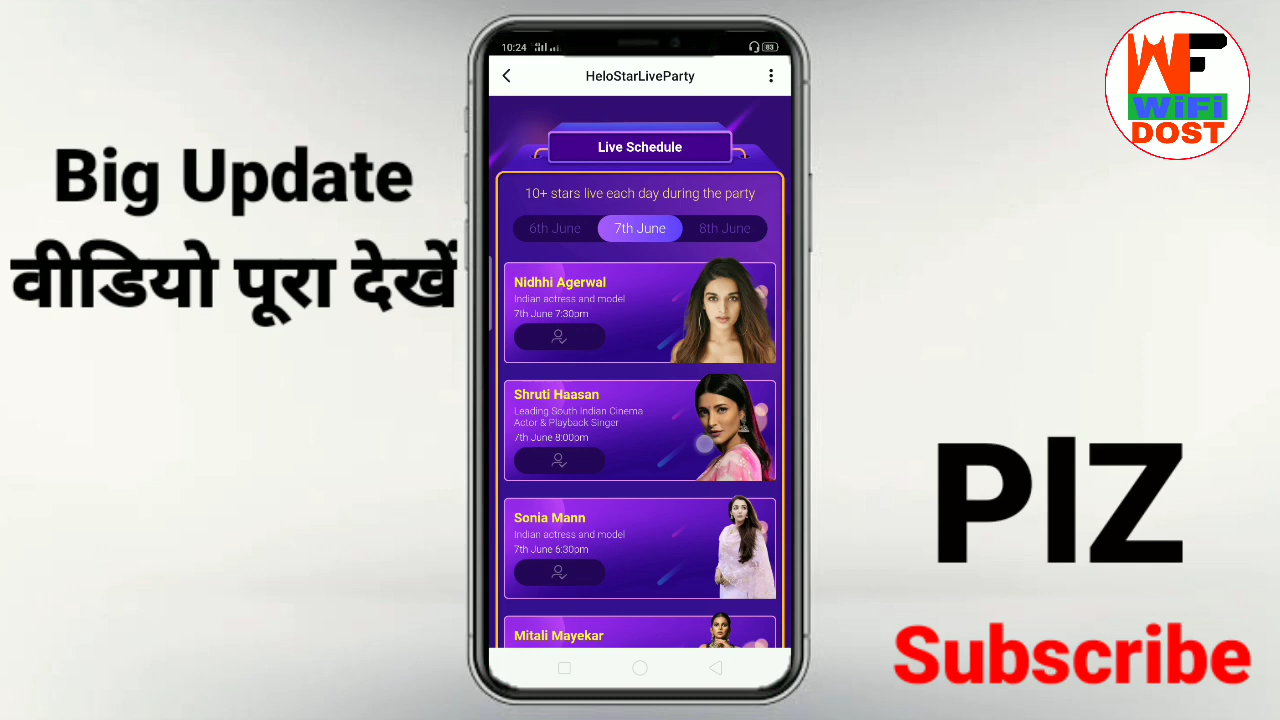 Big Update
वीडियो पूरा देखें
10:24
83
HeloStarLiveParty
Live Schedule
10+ stars live each day during the party
6th June 7th June 8th June
Nidhhi Agerwal
Indian actress and model
7th June 7:30pm
Shruti Haasan
Leading South Indian Cinema
Actor & Playback Singer
7th June 8:00pm
Sonia Mann
Indian actress and model
7th June 6:30pm
Mitali Mayekar
WF
WiFi
DOST
PlZ
Subscribe